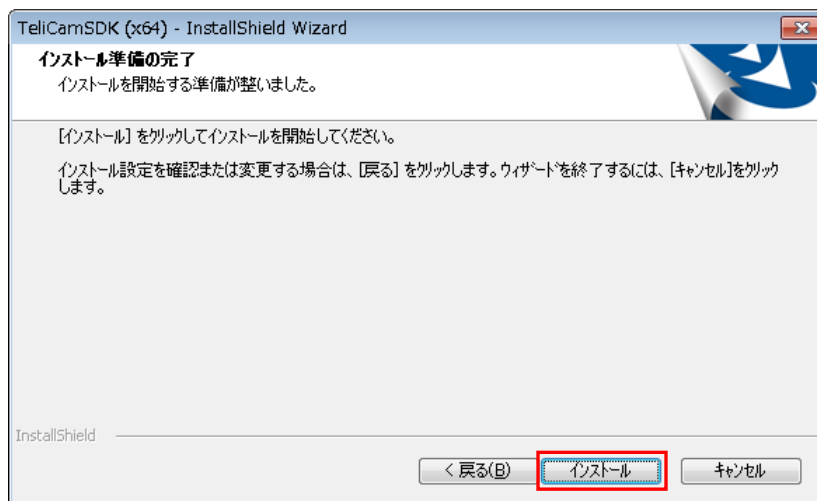 TeliCamSDK (x64) - InstallShield Wizard
インストール準備の完了
インストールを開始する準備が整いました。
[インストール] をクリックしてインストールを開始してください。
インストール設定を確認または変更する場合は、[戻る] をクリックします。ウィザードを終了するには、[キャンセル]をクリック
します。
InstallShield
< 戻る(B)
インストール
キャンセル